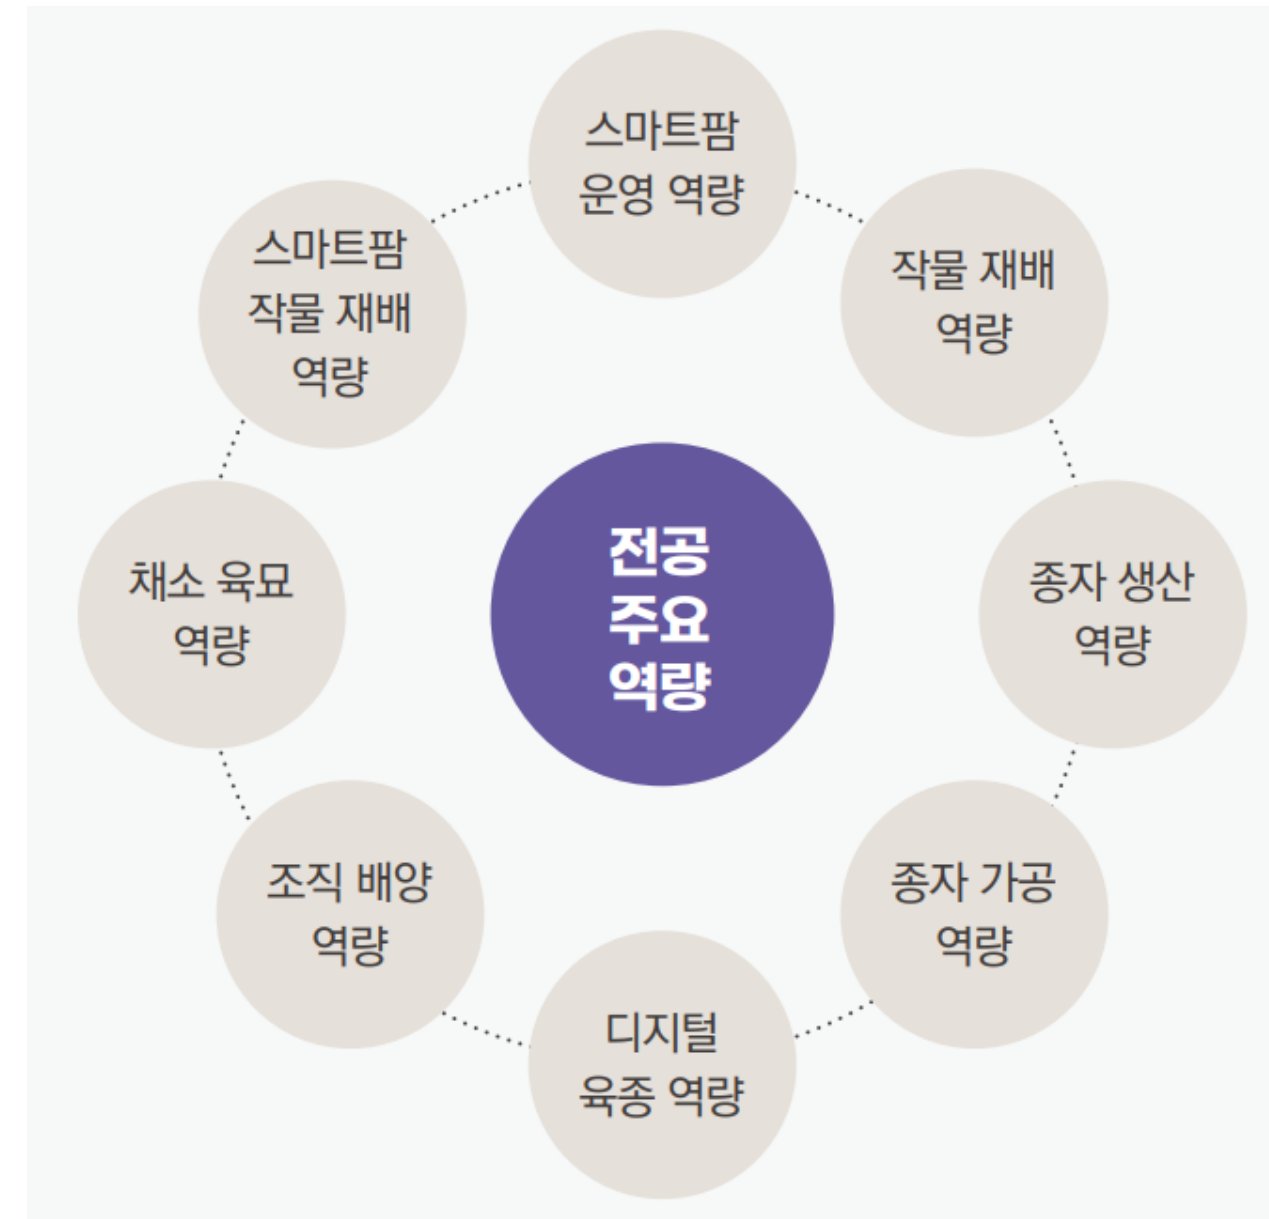 스마트팜
운영 역량
작물 재배
역량
종자 생산
역량
종자 가공
역량
디지털
육종 역량
조직 배양
역량
채소 육묘
역량
스마트팜
작물 재배
역량
전공
주요
역량